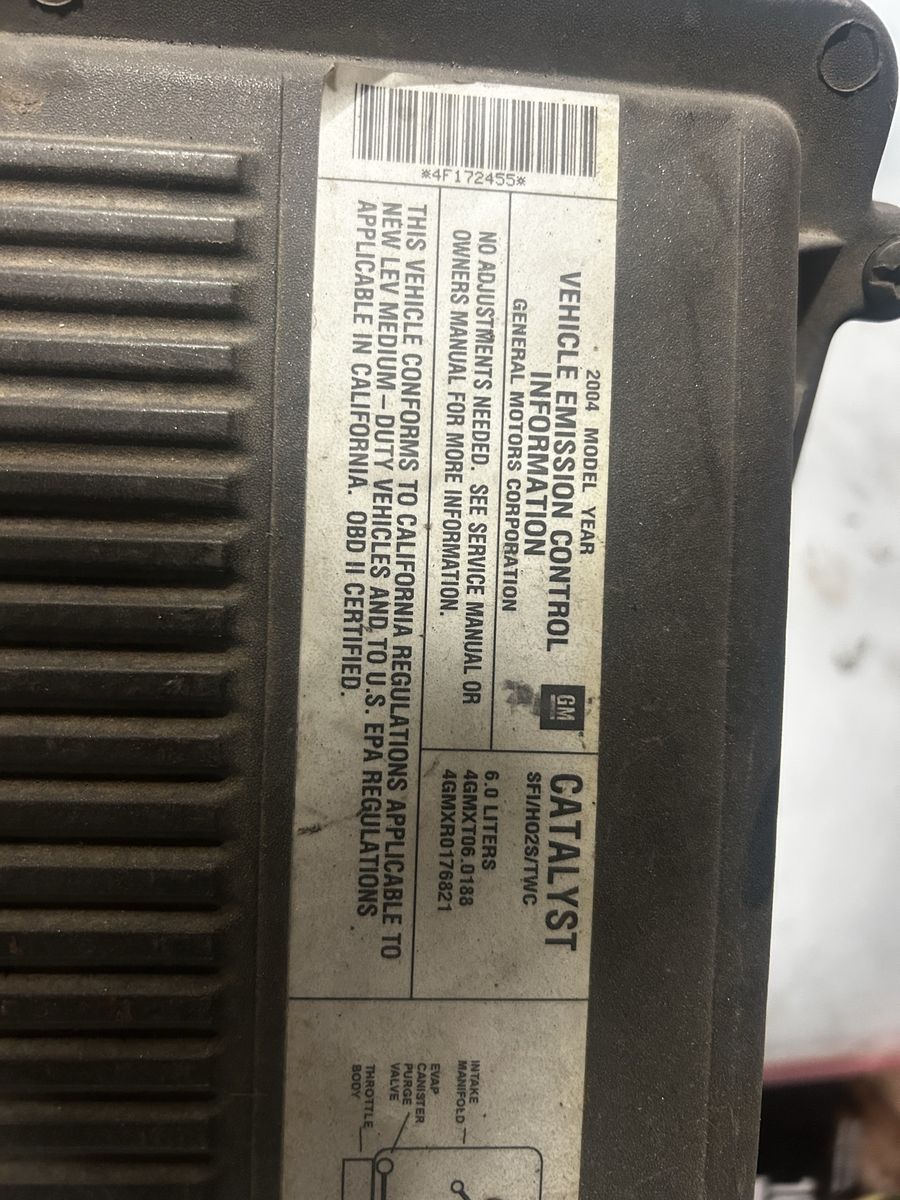 *4F172455*
2004 MODEL YEAR
VEHICLE EMISSION CONTROL
INFORMATION
GENERAL MOTORS CORPORATION
GM
NO ADJUSTMENTS NEEDED. SEE SERVICE MANUAL OR
OWNERS MANUAL FOR MORE INFORMATION.
CATALYST
SFI/HO2S/TWC
6.0 LITERS
4GMXT06.0188
4GMXR0176821
THIS VEHICLE CONFORMS TO CALIFORNIA REGULATIONS APPLICABLE TO
NEW LEV MEDIUM-DUTY VEHICLES AND TO U.S. EPA REGULATIONS
APPLICABLE IN CALIFORNIA. OBD II CERTIFIED.
INTAKE
MANIFOLD
EVAP
CANISTER
PURGE
VALVE
THROTTLE
BODY